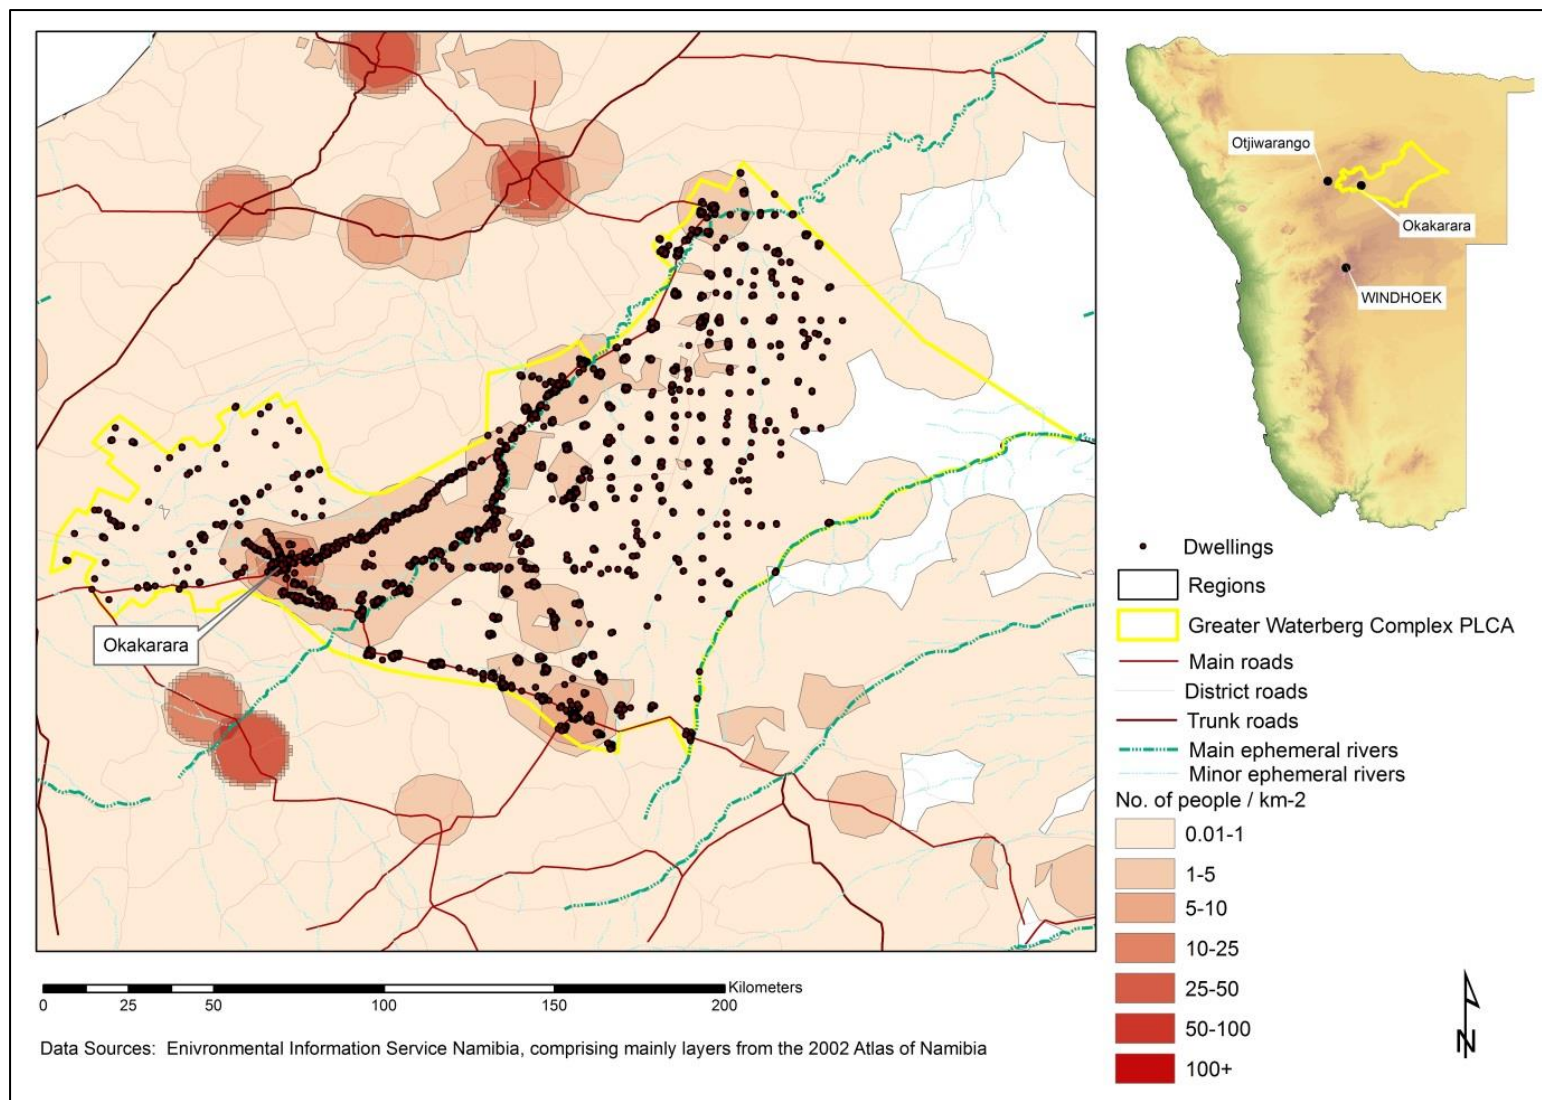 Otjiwarango
Okakarara
WINDHOEK
Okakarara
Dwellings
Regions
Greater Waterberg Complex PLCA
Main roads
District roads
Trunk roads
Main ephemeral rivers
Minor ephemeral rivers
No. of people / km-2
0.01-1
1-5
5-10
10-25
25-50
50-100
100+
N
Kilometers
0 25 50 100 150 200
Data Sources: Enivronmental Information Service Namibia, comprising mainly layers from the 2002 Atlas of Namibia